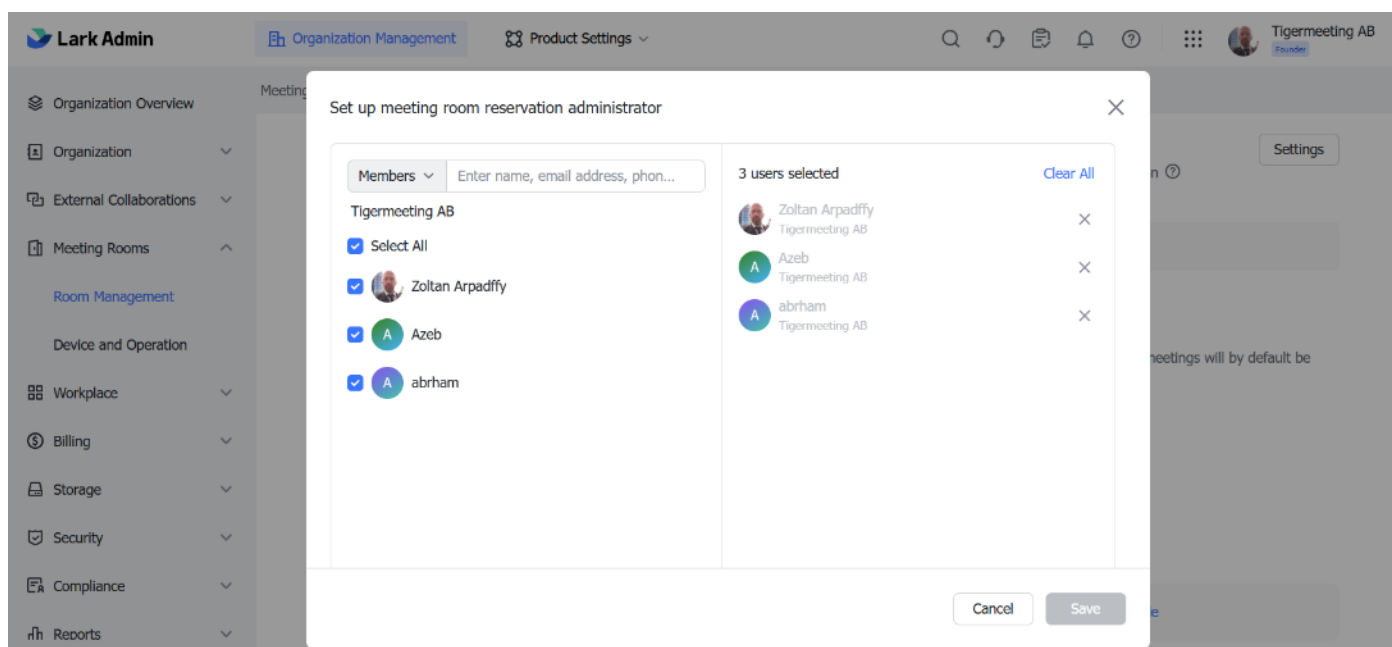 Lark Admin
Organization Management
Product Settings
Tigermeeting AB
Founder
Organization Overview
Organization
External Collaborations
Meeting Rooms
Room Management
Device and Operation
Workplace
Billing
Storage
Security
Compliance
Reports
Meeting
Settings
n
Set up meeting room reservation administrator
Members
Enter name, email address, phon...
Tigermeeting AB
Select All
Zoltan Arpadffy
A Azeb
A abrham
3 users selected
Clear All
Zoltan Arpadffy
Tigermeeting AB
A Azeb
Tigermeeting AB
A abrham
Tigermeeting AB
neetings will by default be
Cancel
Save
e